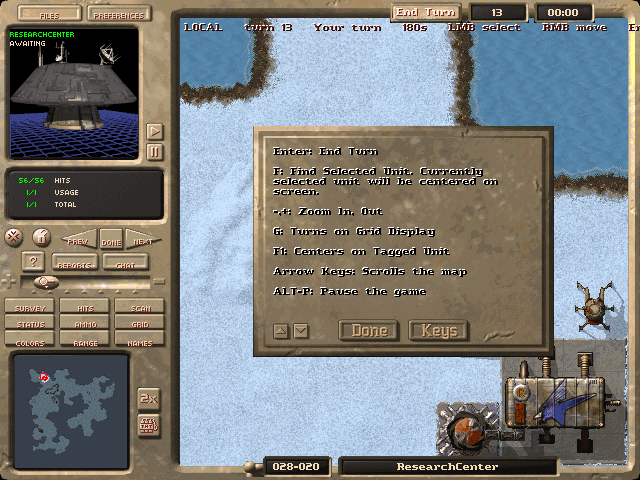 FILES
PREFERENCES
End Turn
13
00:00
LOCAL turn 13 Your turn 180s LMB select RMB move
RESEARCHCENTER
AWAITING
56/56 HITS
1/1 USAGE
1/1 TOTAL
PREV
DONE
NEXT
?
REPORTS
CHAT
SURVEY
HITS
SCAN
STATUS
AMMO
GRID
COLORS
RANGE
NAMES
2x
Enter: End Turn
F: Find Selected Unit. Currently
selected unit will be centered on
screen.
-,+: Zoom In, Out
G: Turns on Grid Display
F1: Centers on Tagged Unit
Arrow Keys: Scrolls the map
ALT-P: Pause the game
Done
Keys
028-020
ResearchCenter